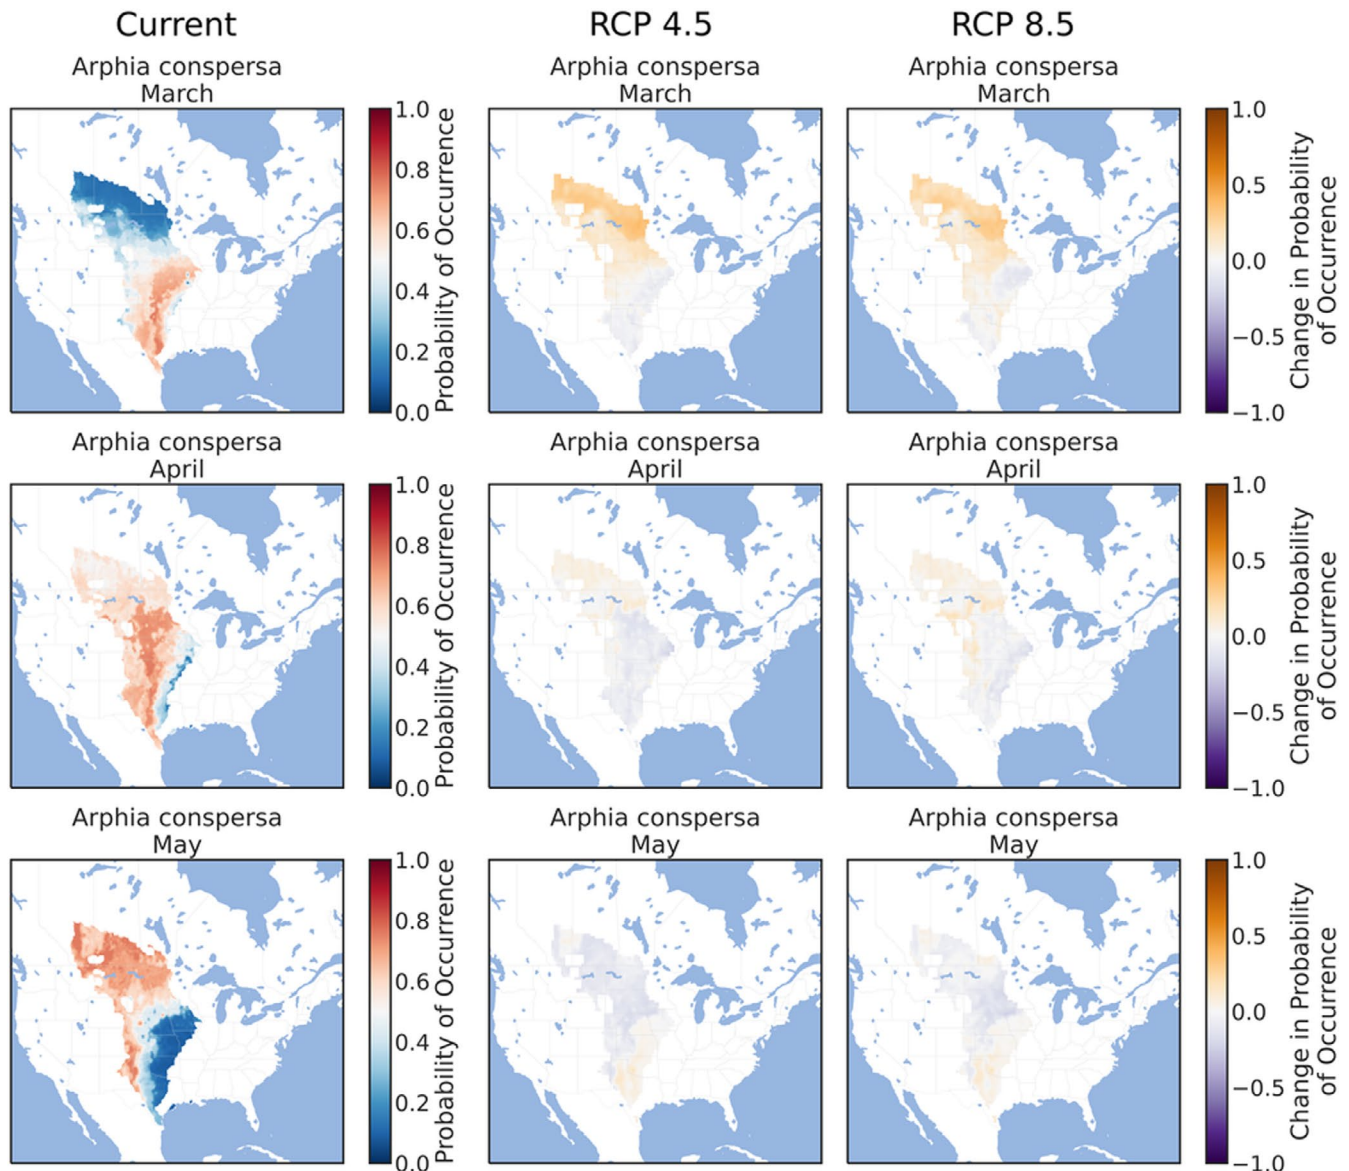 Current
RCP 4.5
RCP 8.5
Arphia conspersa
March
Arphia conspersa
March
Arphia conspersa
March
1.0
0.8
0.6
0.4
0.2
0.0
Probability of Occurrence
1.0
0.5
0.0
−0.5
−1.0
Change in Probability
of Occurrence
Arphia conspersa
April
Arphia conspersa
April
Arphia conspersa
April
1.0
0.8
0.6
0.4
0.2
0.0
Probability of Occurrence
1.0
0.5
0.0
−0.5
−1.0
Change in Probability
of Occurrence
Arphia conspersa
May
Arphia conspersa
May
Arphia conspersa
May
1.0
0.8
0.6
0.4
0.2
0.0
Probability of Occurrence
1.0
0.5
0.0
−0.5
−1.0
Change in Probability
of Occurrence